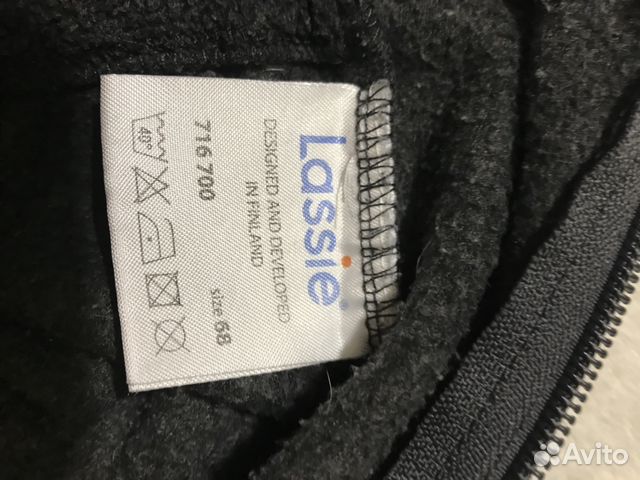 Lassie
DESIGNED AND DEVELOPED
IN FINLAND
716 700
size 68
40°
Avito